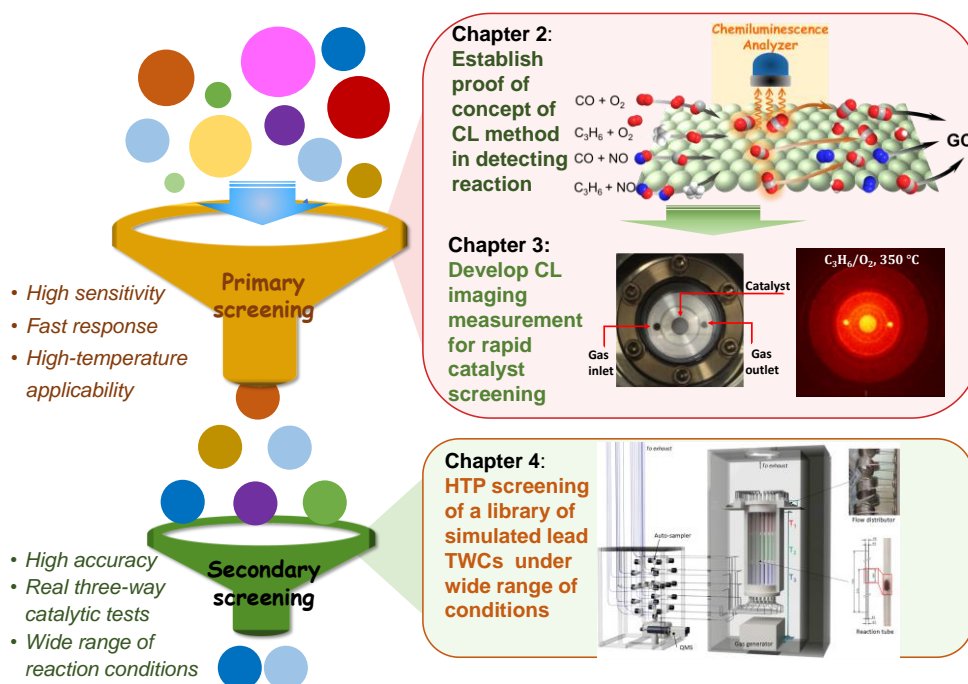 Chapter 2:
Establish
proof of
concept of
CL method
in detecting
reaction
Chemiluminescence
Analyzer
CO + O₂
C₃H₆ + O₂
CO + NO
C₃H₆ + NO
GC
Chapter 3:
Develop CL
imaging
measurement
for rapid
catalyst
screening
Catalyst
Gas
inlet
Gas
outlet
C₃H₆/O₂, 350 °C
Primary
screening
• High sensitivity
• Fast response
• High-temperature
applicability
Chapter 4:
HTP screening
of a library of
simulated lead
TWCs under
wide range of
conditions
To exhaust
To exhaust
Auto-sampler
QMS
T₁
T₂
T₃
Gas generator
Flow distributor
Reaction tube
Secondary
screening
• High accuracy
• Real three-way
catalytic tests
• Wide range of
reaction conditions